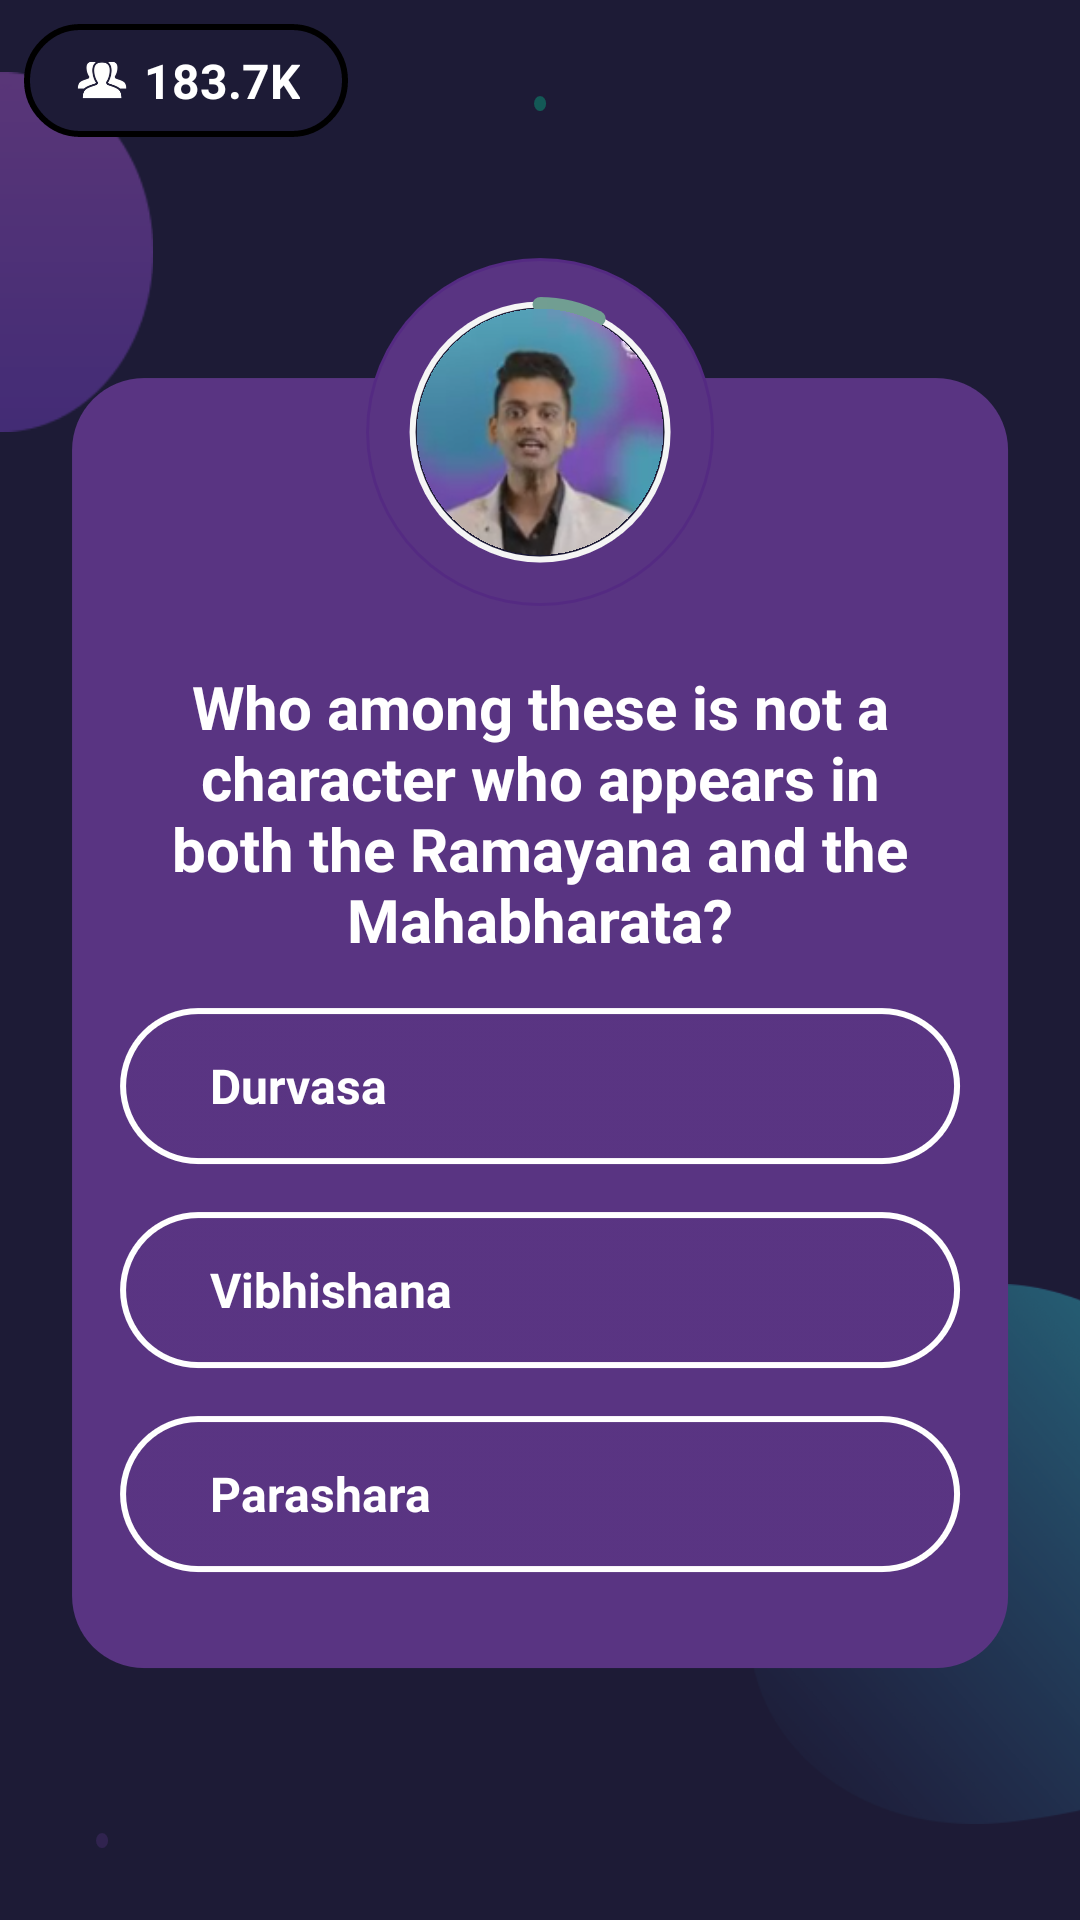 183.7K
Who among these is not a
character who appears in
both the Ramayana and the
Mahabharata?
Durvasa
Vibhishana
Parashara